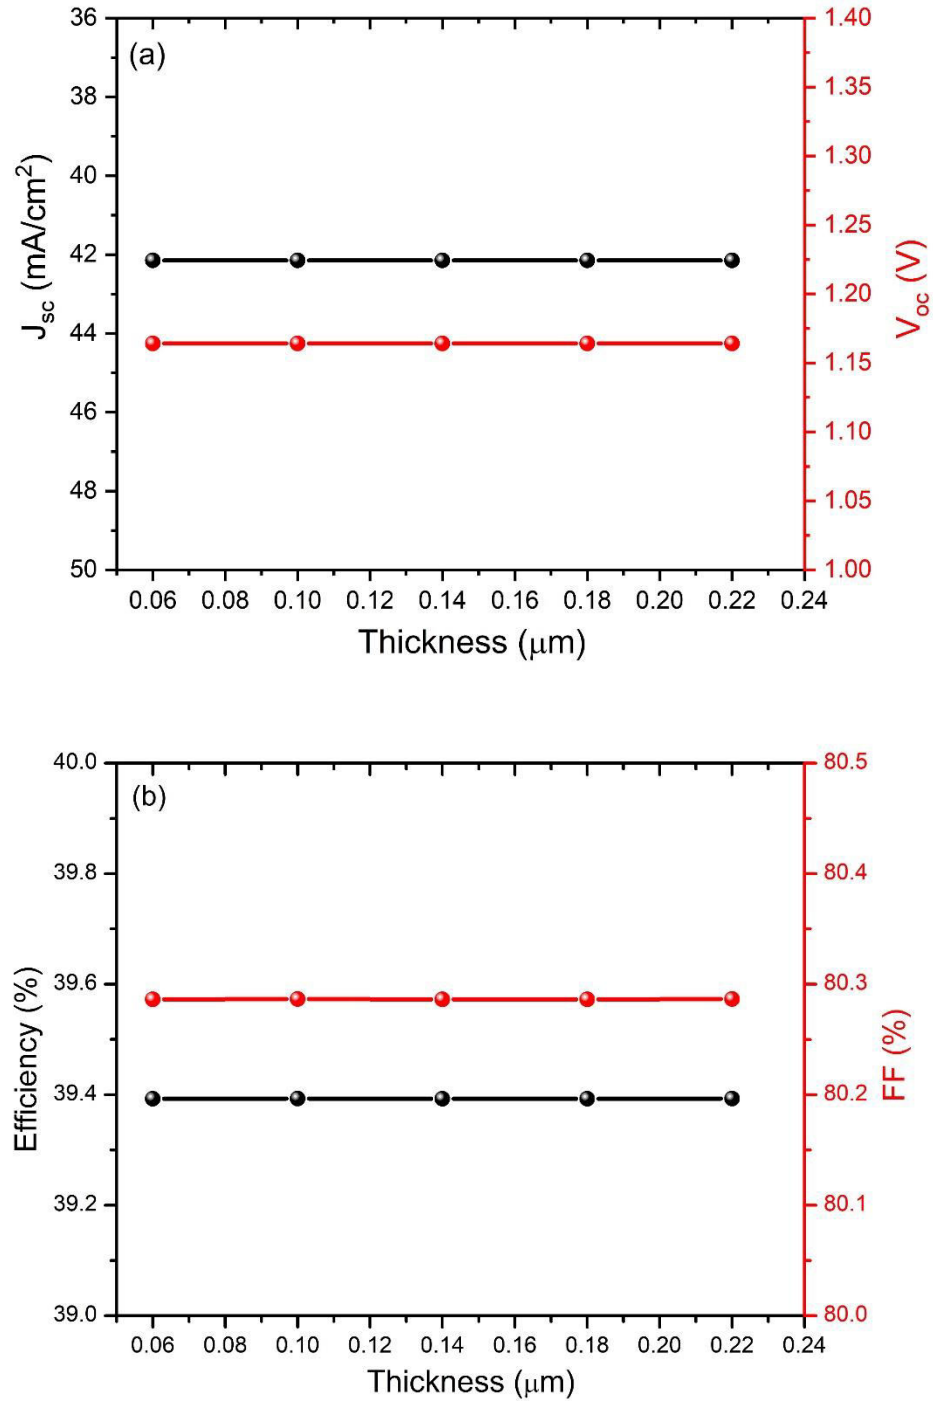 (a)
36
38
40
42
44
46
48
50
J_sc (mA/cm²)
1.40
1.35
1.30
1.25
1.20
1.15
1.10
1.05
1.00
V_oc (V)
0.06 0.08 0.10 0.12 0.14 0.16 0.18 0.20 0.22 0.24
Thickness (μm)
(b)
40.0
39.8
39.6
39.4
39.2
39.0
Efficiency (%)
80.5
80.4
80.3
80.2
80.1
80.0
FF (%)
0.06 0.08 0.10 0.12 0.14 0.16 0.18 0.20 0.22 0.24
Thickness (μm)